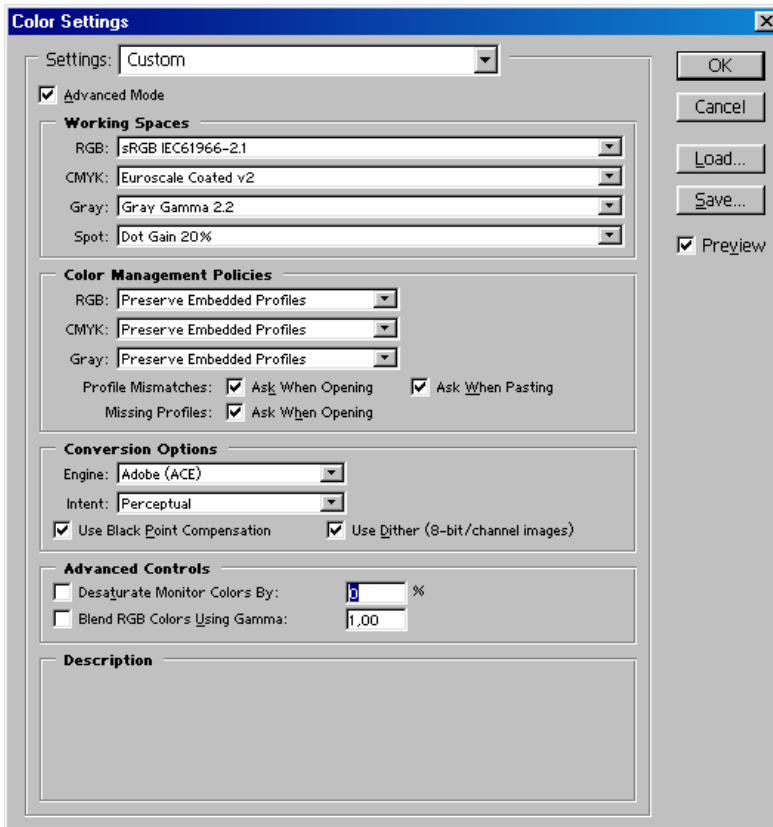 Color Settings
Settings: Custom
OK
Advanced Mode
Cancel
Working Spaces
RGB: sRGB IEC61966-2.1
Load...
CMYK: Euroscale Coated v2
Gray: Gray Gamma 2.2
Save...
Spot: Dot Gain 20%
Preview
Color Management Policies
RGB: Preserve Embedded Profiles
CMYK: Preserve Embedded Profiles
Gray: Preserve Embedded Profiles
Profile Mismatches: Ask When Opening Ask When Pasting
Missing Profiles: Ask When Opening
Conversion Options
Engine: Adobe (ACE)
Intent: Perceptual
Use Black Point Compensation Use Dither (8-bit/channel images)
Advanced Controls
Desaturate Monitor Colors By: 0 %
Blend RGB Colors Using Gamma: 1,00
Description